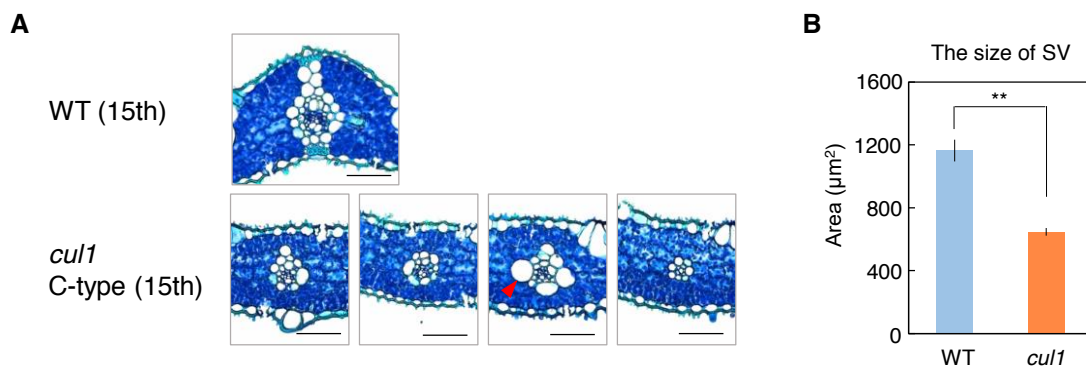 A
WT (15th)
cul1
C-type (15th)
B
The size of SV
1600
**
1200
800
400
0
Area (µm²)
WT
cul1